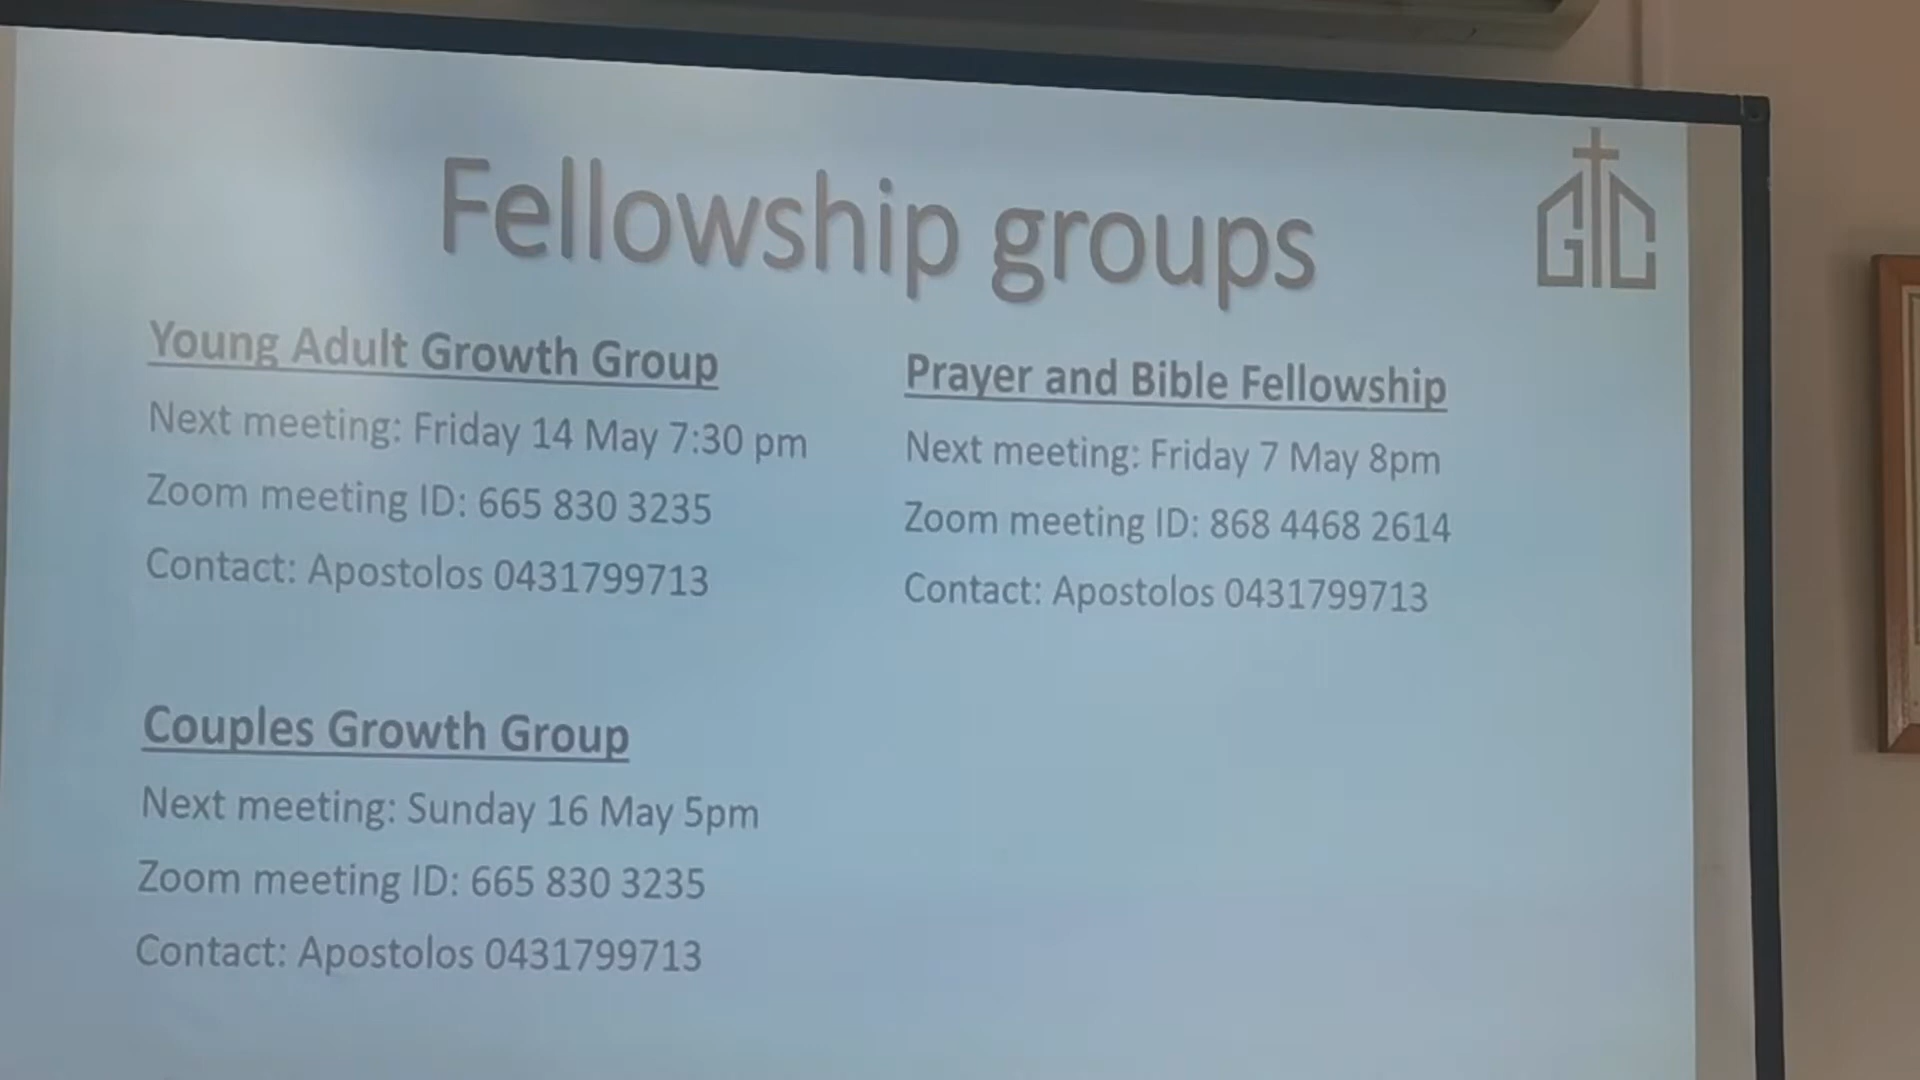 Fellowship groups
GC
Young Adult Growth Group
Next meeting: Friday 14 May 7:30 pm
Zoom meeting ID: 665 830 3235
Contact: Apostolos 0431799713
Prayer and Bible Fellowship
Next meeting: Friday 7 May 8pm
Zoom meeting ID: 868 4468 2614
Contact: Apostolos 0431799713
Couples Growth Group
Next meeting: Sunday 16 May 5pm
Zoom meeting ID: 665 830 3235
Contact: Apostolos 0431799713